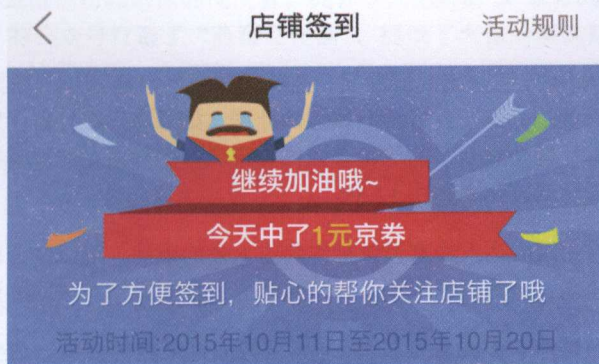 店铺签到 活动规则
继续加油哦~
今天中了1元京券
为了方便签到，贴心的帮你关注店铺了哦
活动时间:2015年10月11日至2015年10月20日